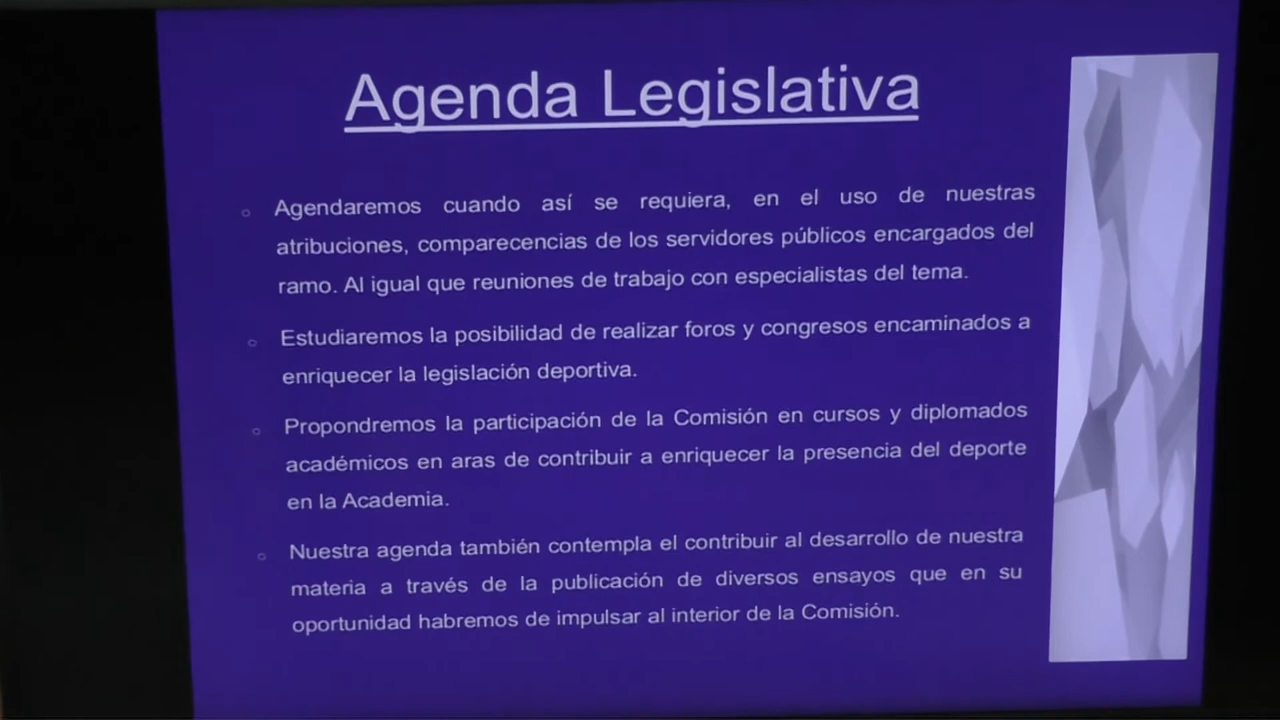 Agenda Legislativa
Agendaremos cuando así se requiera, en el uso de nuestras
atribuciones, comparecencias de los servidores públicos encargados del
ramo. Al igual que reuniones de trabajo con especialistas del tema.
Estudiaremos la posibilidad de realizar foros y congresos encaminados a
enriquecer la legislación deportiva.
Propondremos la participación de la Comisión en cursos y diplomados
académicos en aras de contribuir a enriquecer la presencia del deporte
en la Academia.
Nuestra agenda también contempla el contribuir al desarrollo de nuestra
materia a través de la publicación de diversos ensayos que en su
oportunidad habremos de impulsar al interior de la Comisión.